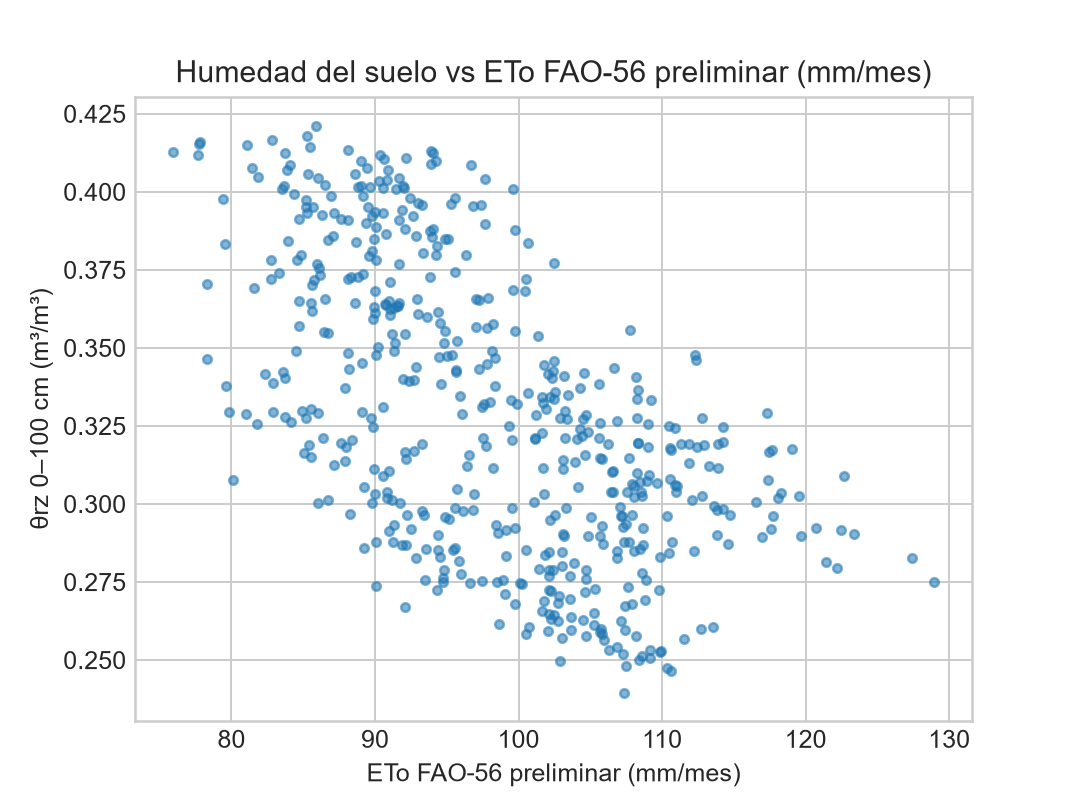 Humedad del suelo vs ETo FAO-56 preliminar (mm/mes)
0.425
0.400
0.375
0.350
0.325
0.300
0.275
0.250
θrz 0–100 cm (m³/m³)
80 90 100 110 120 130
ETo FAO-56 preliminar (mm/mes)